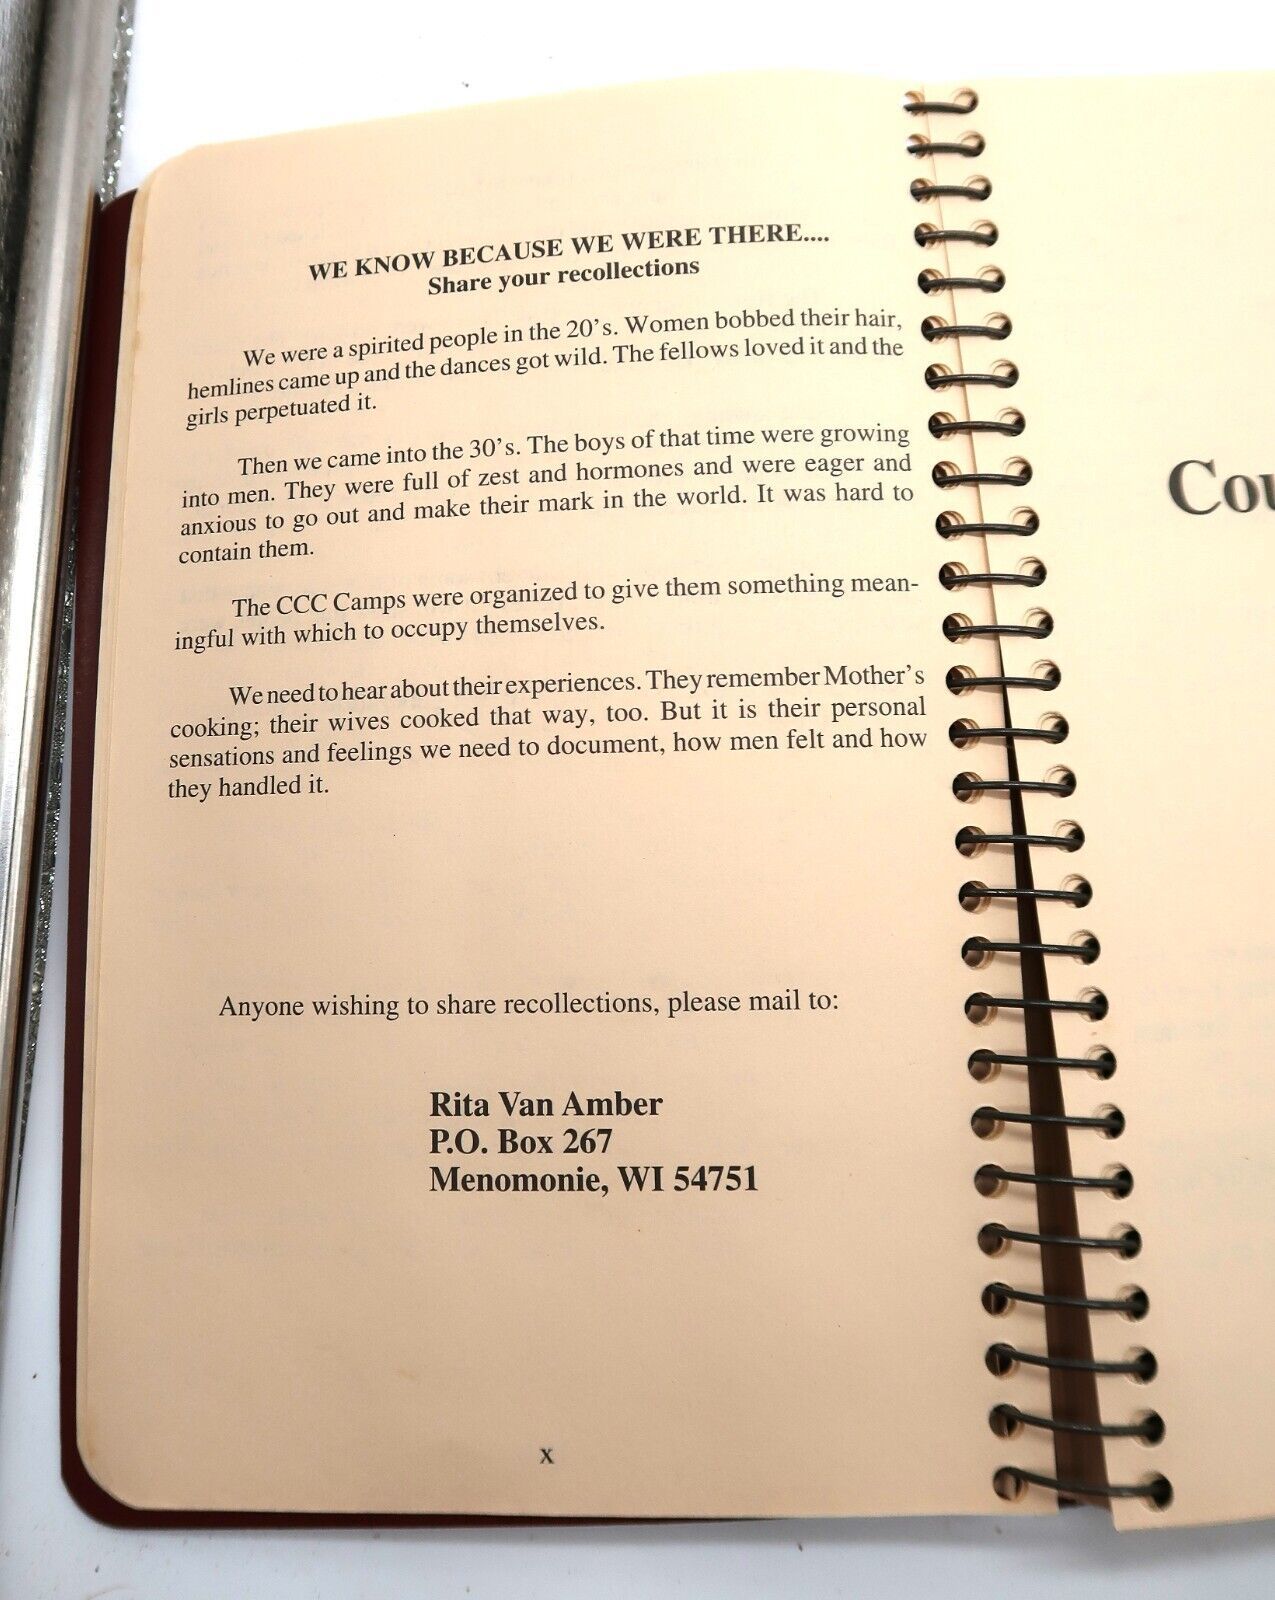 WE KNOW BECAUSE WE WERE THERE....
Share your recollections
We were a spirited people in the 20's. Women bobbed their hair,
hemlines came up and the dances got wild. The fellows loved it and the
girls perpetuated it.
Then we came into the 30's. The boys of that time were growing
into men. They were full of zest and hormones and were eager and
anxious to go out and make their mark in the world. It was hard to
contain them.
The CCC Camps were organized to give them something mean-
ingful with which to occupy themselves.
We need to hear about their experiences. They remember Mother's
cooking; their wives cooked that way, too. But it is their personal
sensations and feelings we need to document, how men felt and how
they handled it.
Anyone wishing to share recollections, please mail to:
Rita Van Amber
P.O. Box 267
Menomonie, WI 54751
x